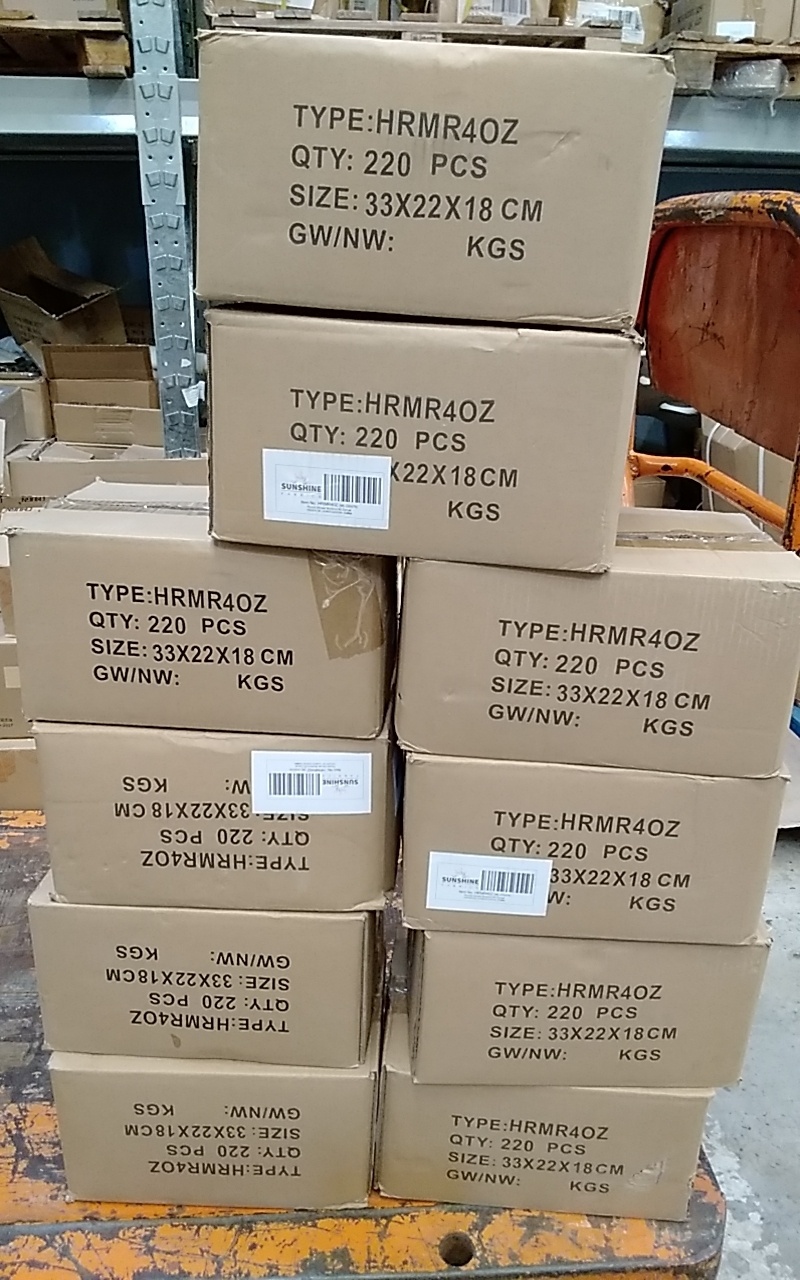 TYPE:HRMR4OZ
QTY: 220 PCS
SIZE: 33X22X18 CM
GW/NW: KGS
TYPE:HRMR4OZ
QTY: 220 PCS
X22X18CM
KGS
SUNSHINE
TYPE:HRMR4OZ
QTY: 220 PCS
SIZE: 33X22X18 CM
GW/NW: KGS
TYPE:HRMR4OZ
QTY: 220 PCS
SIZE: 33X22X18 CM
GW/NW: KGS
TYPE:HRMR4OZ
QTY: 220 PCS
SIZE: 33X22X18 CM
W: KGS
SUNSHINE
TYPE:HRMR4OZ
QTY: 220 PCS
33X22X18 CM
W: KGS
SUNSHINE
TYPE:HRMR4OZ
QTY: 220 PCS
SIZE: 33X22X18CM
GW/NW: KGS
TYPE:HRMR4OZ
QTY: 220 PCS
SIZE: 33X22X18CM
GW/NW: KGS
TYPE:HRMR4OZ
QTY: 220 PCS
SIZE: 33X22X18CM
GW/NW: KGS
TYPE:HRMR4OZ
QTY: 220 PCS
SIZE: 33X22X18CM
GW/NW: KGS